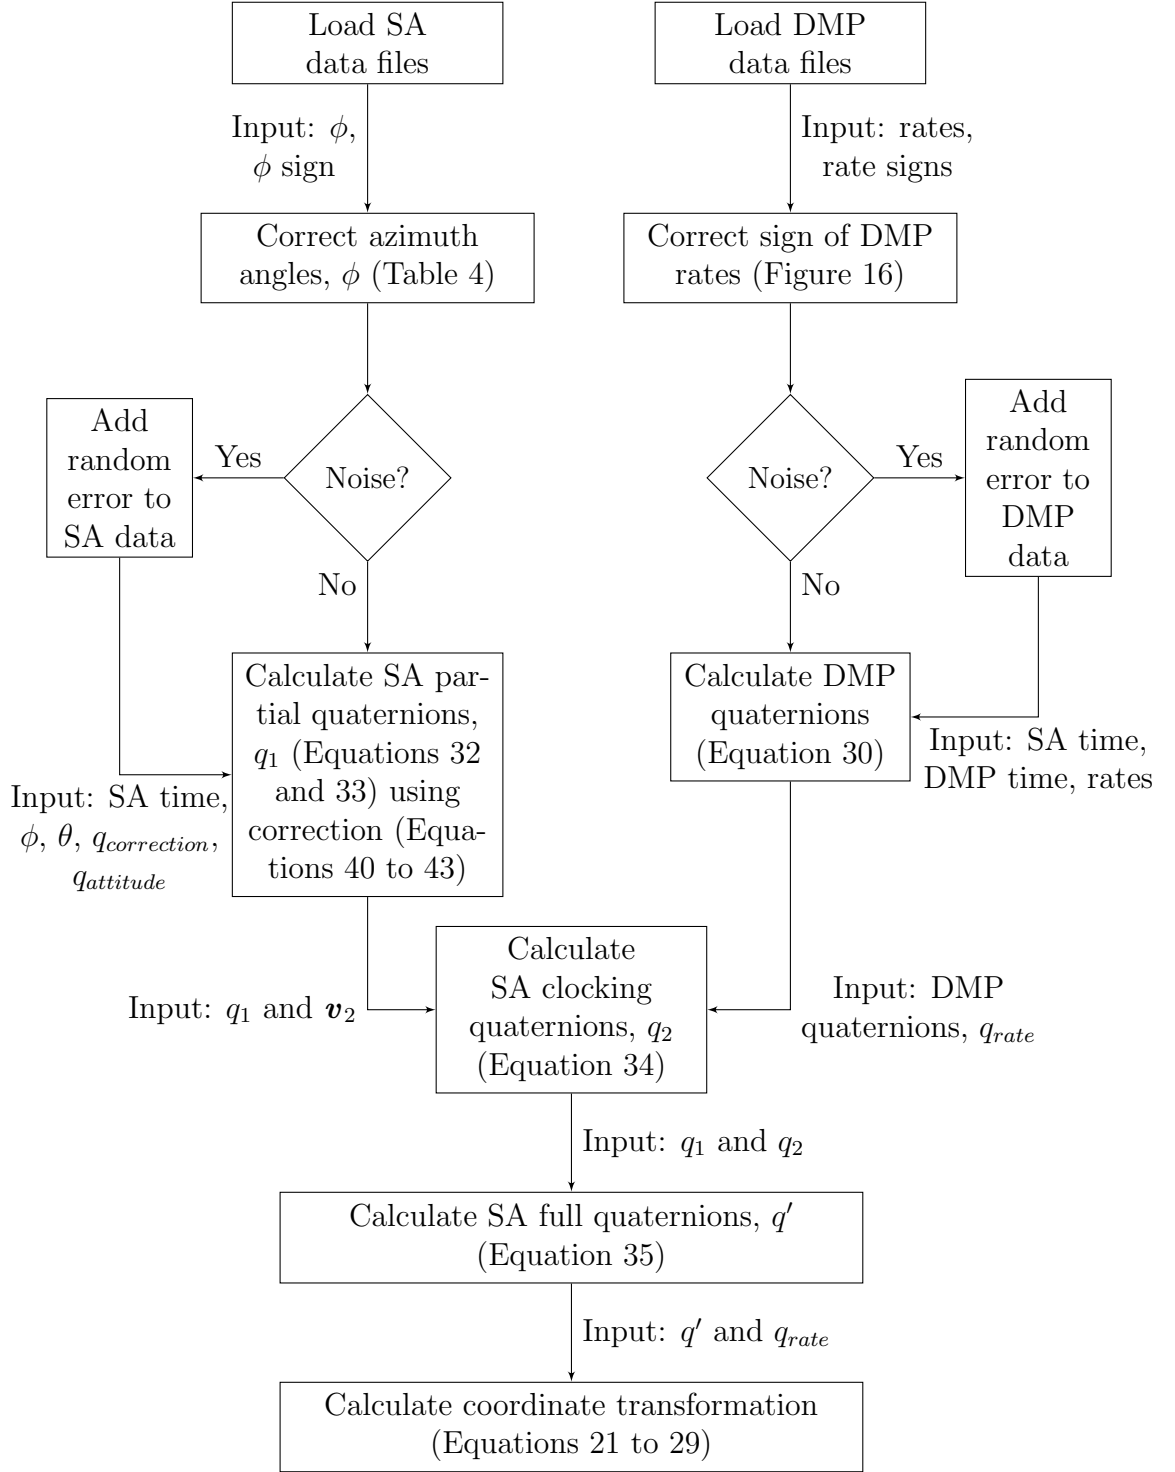 Load SA
data files
Load DMP
data files
Input: ϕ,
ϕ sign
Input: rates,
rate signs
Correct azimuth
angles, ϕ (Table 4)
Correct sign of DMP
rates (Figure 16)
Add
random
error to
SA data
Yes
Noise?
No
Noise?
Yes
No
Add
random
error to
DMP
data
Calculate SA par-
tial quaternions,
q₁ (Equations 32
and 33) using
correction (Equa-
tions 40 to 43)
Input: SA time,
ϕ, θ, q_correction,
q_attitude
Calculate DMP
quaternions
(Equation 30)
Input: SA time,
DMP time, rates
Input: q₁ and v₂
Calculate
SA clocking
quaternions, q₂
(Equation 34)
Input: DMP
quaternions, q_rate
Input: q₁ and q₂
Calculate SA full quaternions, q′
(Equation 35)
Input: q′ and q_rate
Calculate coordinate transformation
(Equations 21 to 29)